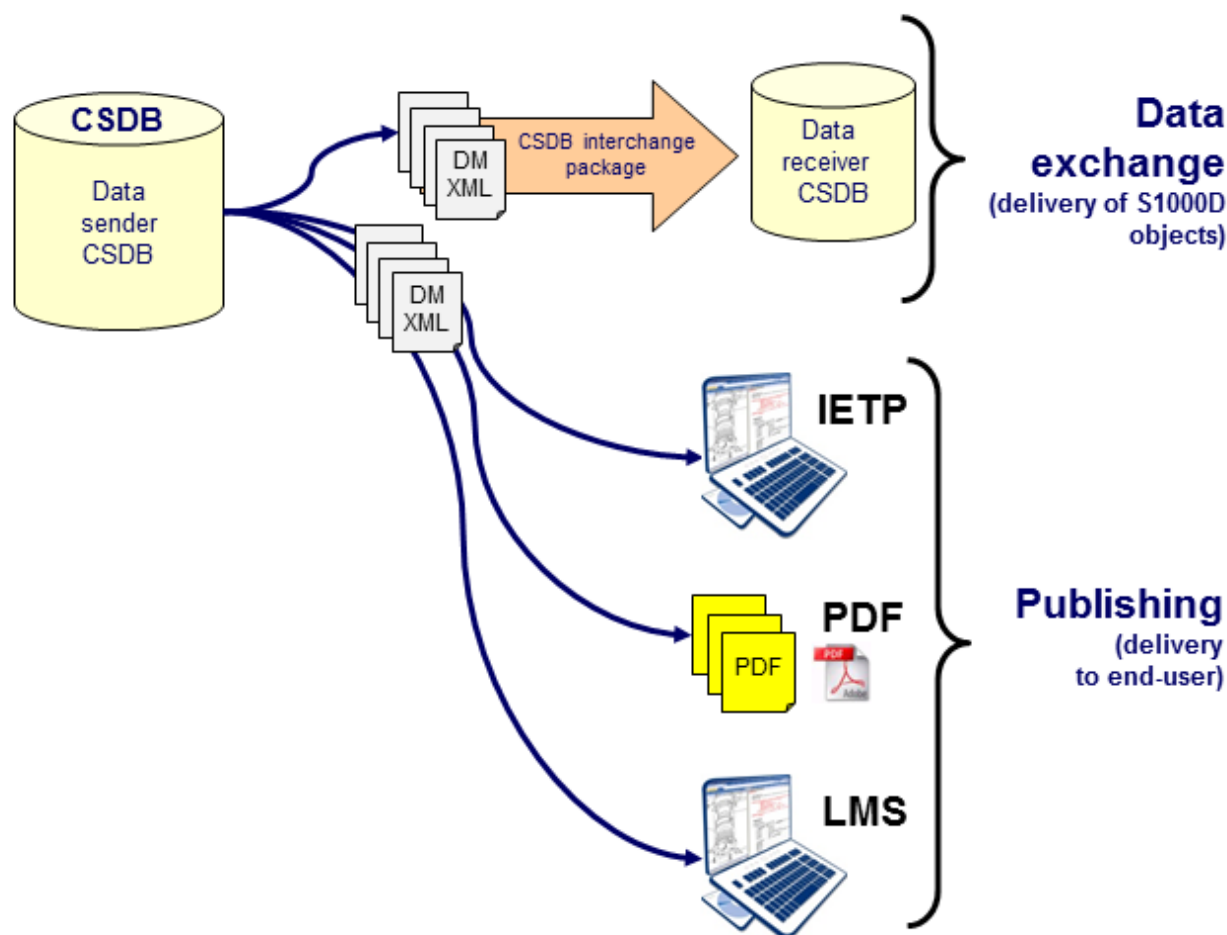 CSDB
Data
sender
CSDB
DM
XML
CSDB interchange
package
Data
receiver
CSDB
Data
exchange
(delivery of S1000D
objects)
DM
XML
IETP
PDF
PDF
PDF
Adobe
LMS
Publishing
(delivery
to end-user)